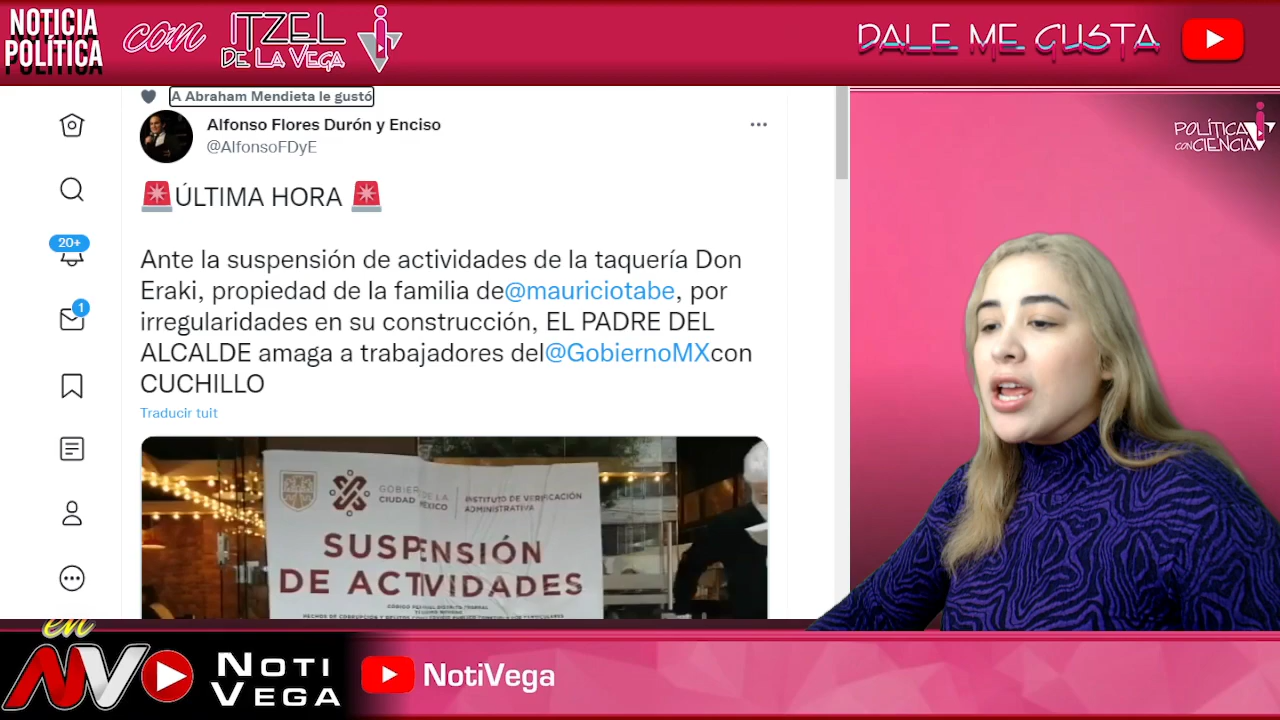 NOTICIA
POLÍTICA
con
ITZEL
DE LA VEGA
DALE ME GUSTA
A Abraham Mendieta le gustó
Alfonso Flores Durón y Enciso
@AlfonsoFDyE
POLÍTICA
CON CIENCIA
🚨ÚLTIMA HORA 🚨
Ante la suspensión de actividades de la taquería Don
Eraki, propiedad de la familia de@mauriciotabe, por
irregularidades en su construcción, EL PADRE DEL
ALCALDE amaga a trabajadores del@GobiernoMXcon
CUCHILLO
Traducir tuit
20+
1
GOBIERNO DE LA
CIUDAD DE MÉXICO
INSTITUTO DE VERIFICACIÓN
ADMINISTRATIVA
SUSPENSIÓN
DE ACTIVIDADES
en
NV
NOTI
VEGA
NotiVega